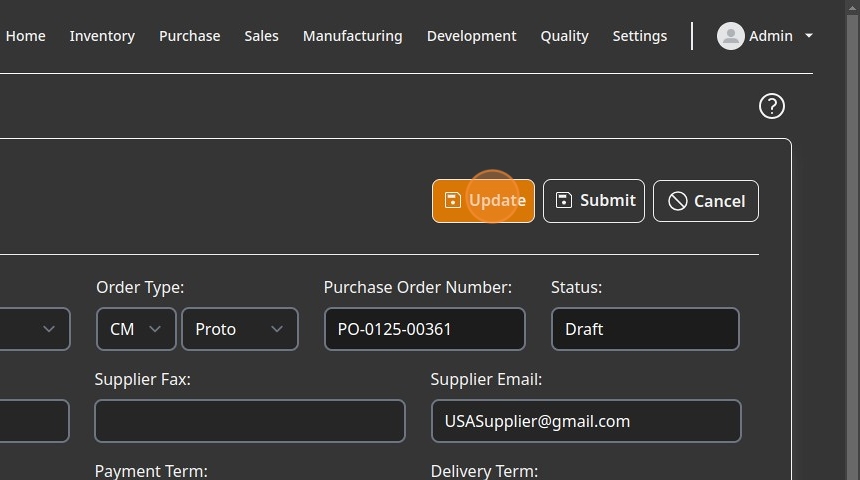 Home Inventory Purchase Sales Manufacturing Development Quality Settings Admin
?
Update Submit Cancel
Order Type: Purchase Order Number: Status:
CM Proto PO-0125-00361 Draft
Supplier Fax: Supplier Email:
USASupplier@gmail.com
Payment Term: Delivery Term: